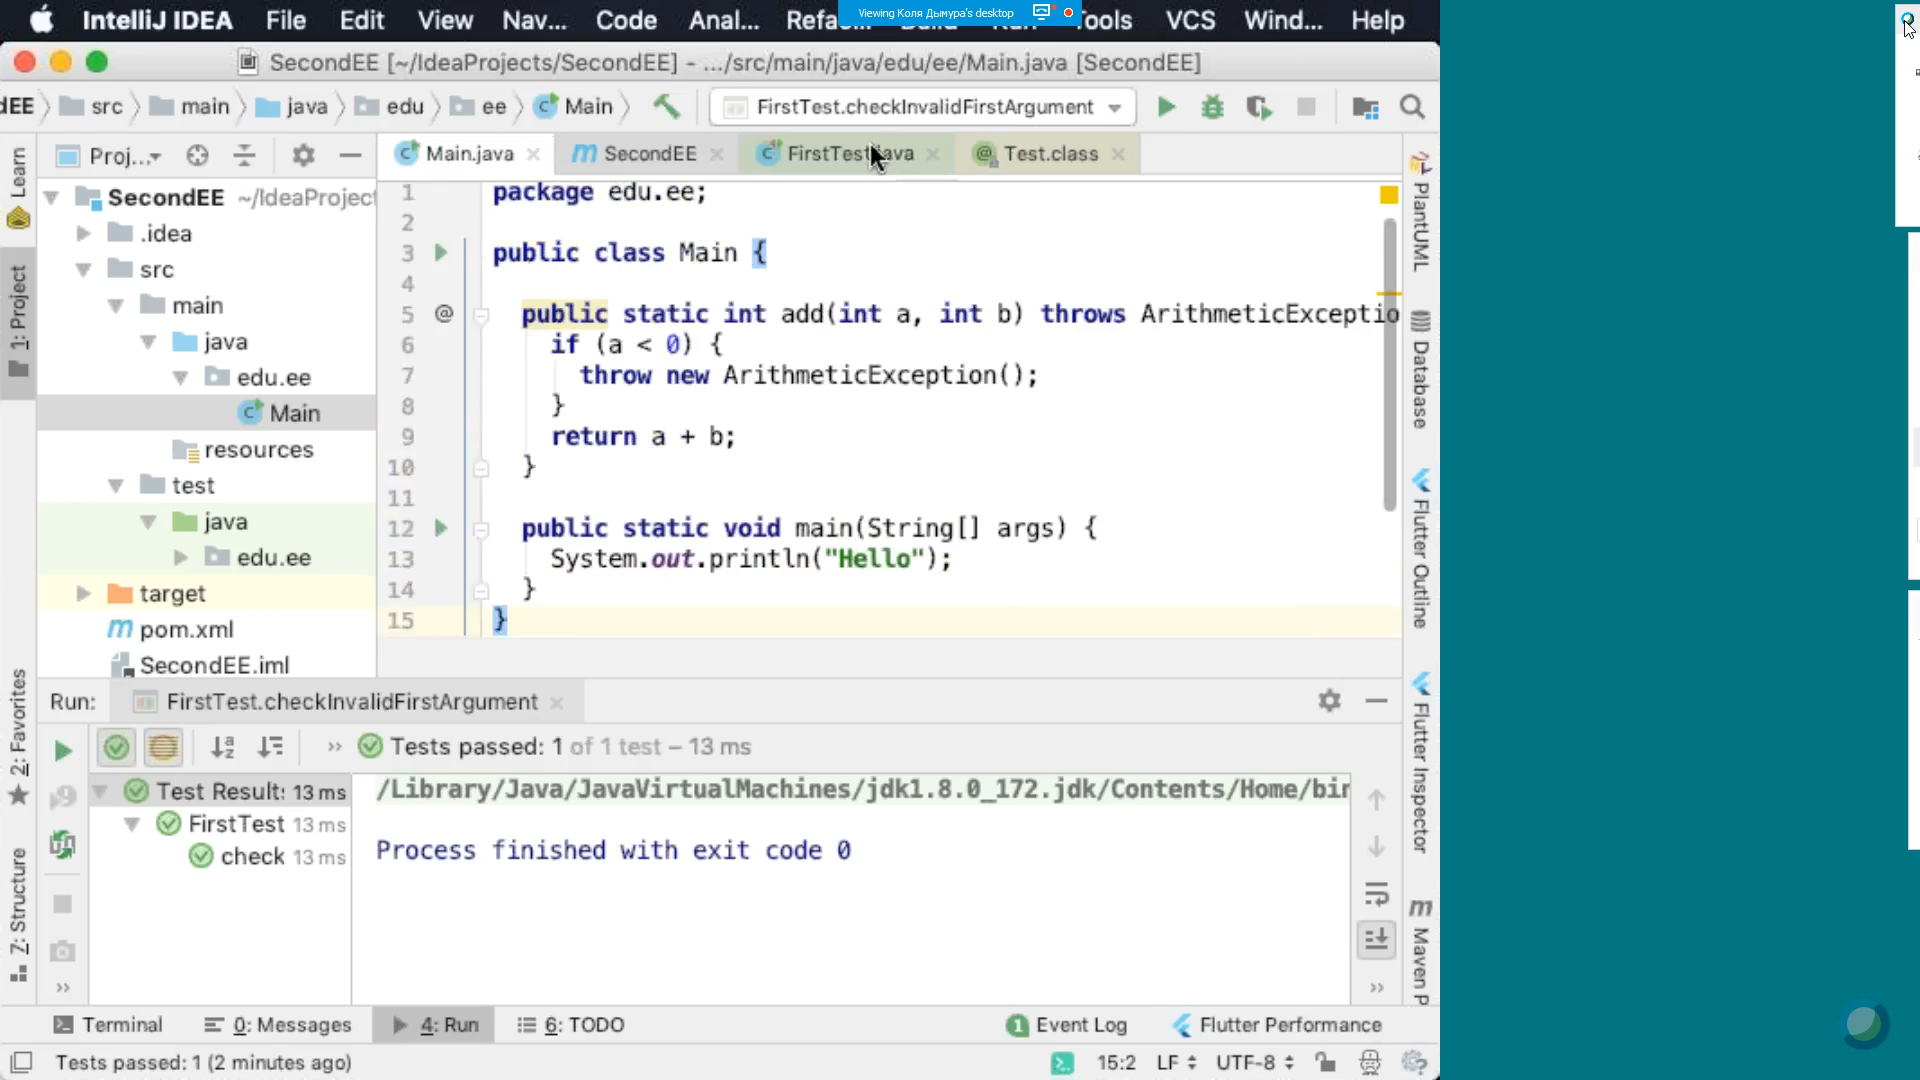 IntelliJ IDEA File Edit View Nav... Code Anal... Refa... Tools VCS Wind... Help
Viewing Коля Дымура's desktop
SecondEE [~/IdeaProjects/SecondEE] - .../src/main/java/edu/ee/Main.java [SecondEE]
dEE src main java edu ee Main FirstTest.checkInvalidFirstArgument
Proj... Main.java SecondEE FirstTest.java Test.class
SecondEE ~/IdeaProject
.idea
src
main
java
edu.ee
Main
resources
test
java
edu.ee
target
pom.xml
SecondEE.iml
1 package edu.ee;
2
3 public class Main {
4
5 @ public static int add(int a, int b) throws ArithmeticExceptio
6 if (a < 0) {
7 throw new ArithmeticException();
8 }
9 return a + b;
10 }
11
12 public static void main(String[] args) {
13 System.out.println("Hello");
14 }
15 }
Learn
1: Project
2: Favorites
7: Structure
PlantUML
Database
Flutter Outline
Flutter Inspector
Maven P
Run: FirstTest.checkInvalidFirstArgument
Tests passed: 1 of 1 test – 13 ms
Test Result: 13 ms
FirstTest 13 ms
check 13 ms
/Library/Java/JavaVirtualMachines/jdk1.8.0_172.jdk/Contents/Home/bin
Process finished with exit code 0
Terminal 0: Messages 4: Run 6: TODO 1 Event Log Flutter Performance
Tests passed: 1 (2 minutes ago) 15:2 LF UTF-8